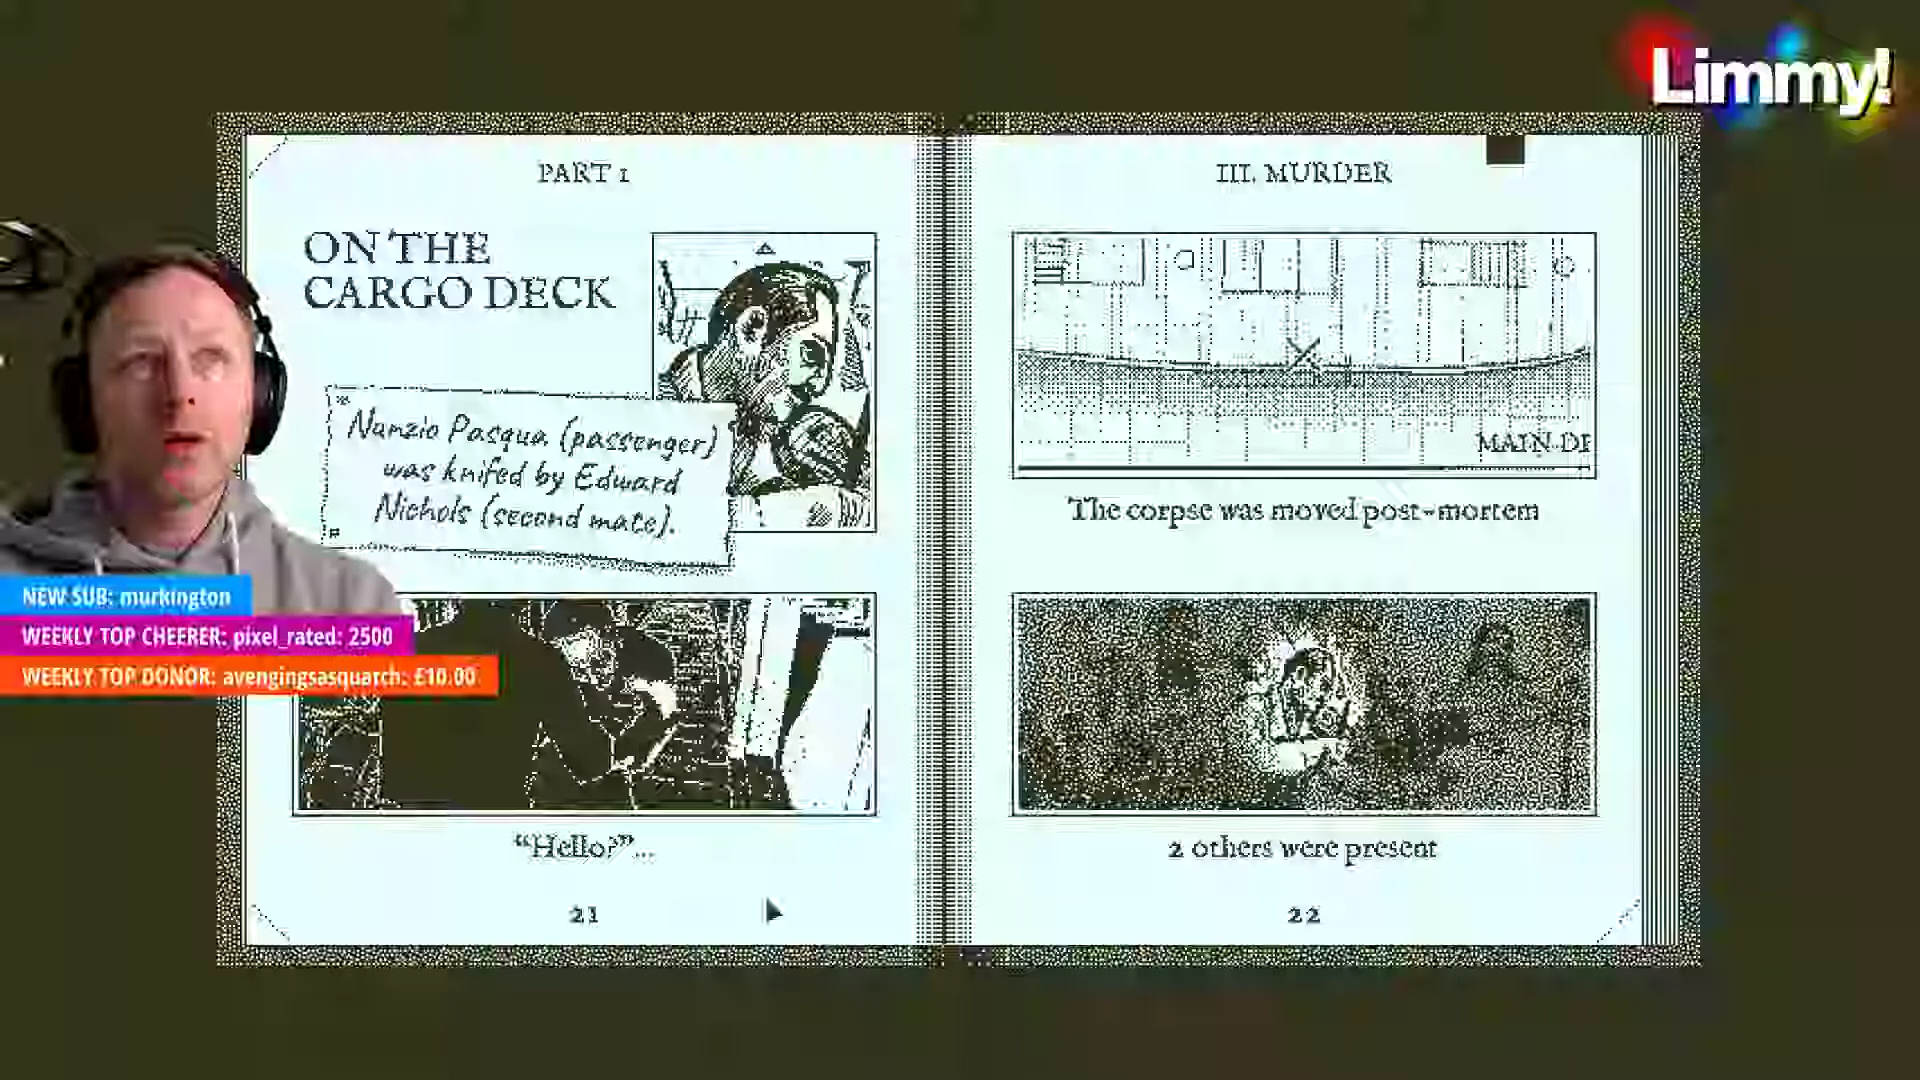 Limmy!
PART 1
ON THE
CARGO DECK
Nunzio Pasqua (passenger)
was knifed by Edward
Nichols (second mate).
"Hello?"...
21
III. MURDER
MAIN DE
The corpse was moved post-mortem
2 others were present
22
NEW SUB: murkington
WEEKLY TOP CHEERER: pixel_rated: 2500
WEEKLY TOP DONOR: avengingsasquatch: £10.00